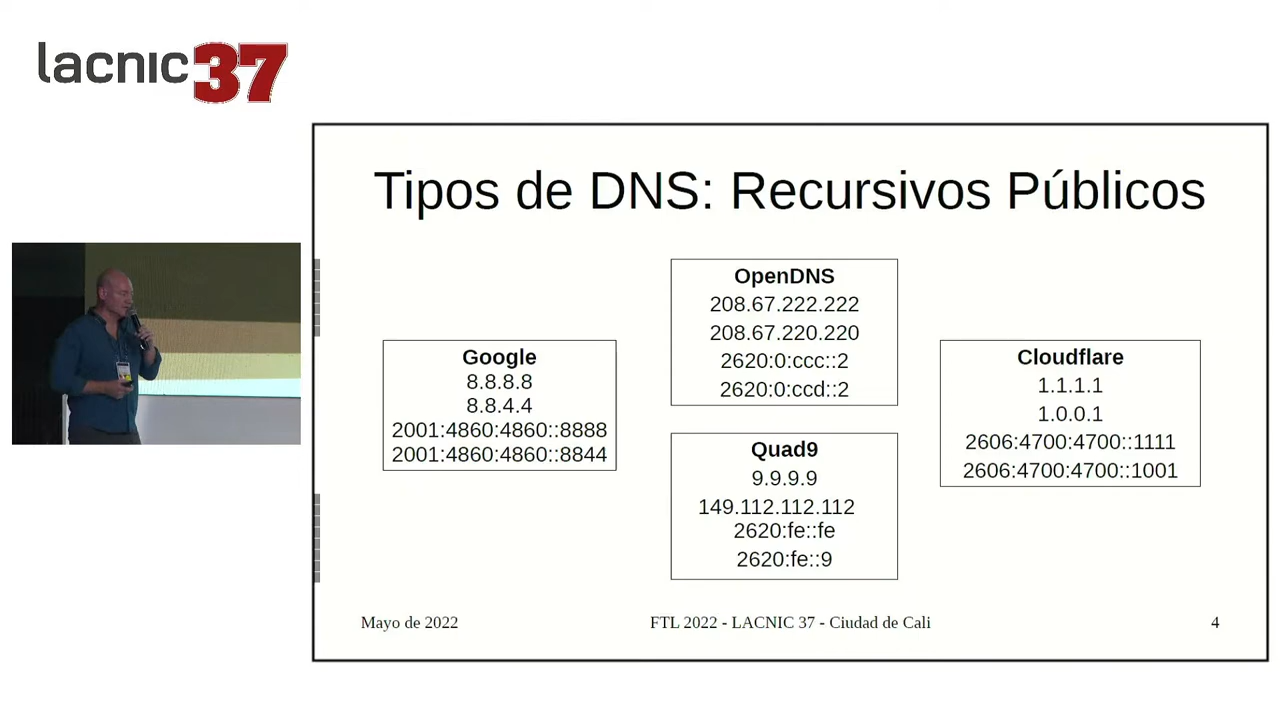 lacnic37
Tipos de DNS: Recursivos Públicos
OpenDNS
208.67.222.222
208.67.220.220
2620:0:ccc::2
2620:0:ccd::2
Google
8.8.8.8
8.8.4.4
2001:4860:4860::8888
2001:4860:4860::8844
Cloudflare
1.1.1.1
1.0.0.1
2606:4700:4700::1111
2606:4700:4700::1001
Quad9
9.9.9.9
149.112.112.112
2620:fe::fe
2620:fe::9
Mayo de 2022
FTL 2022 - LACNIC 37 - Ciudad de Cali
4